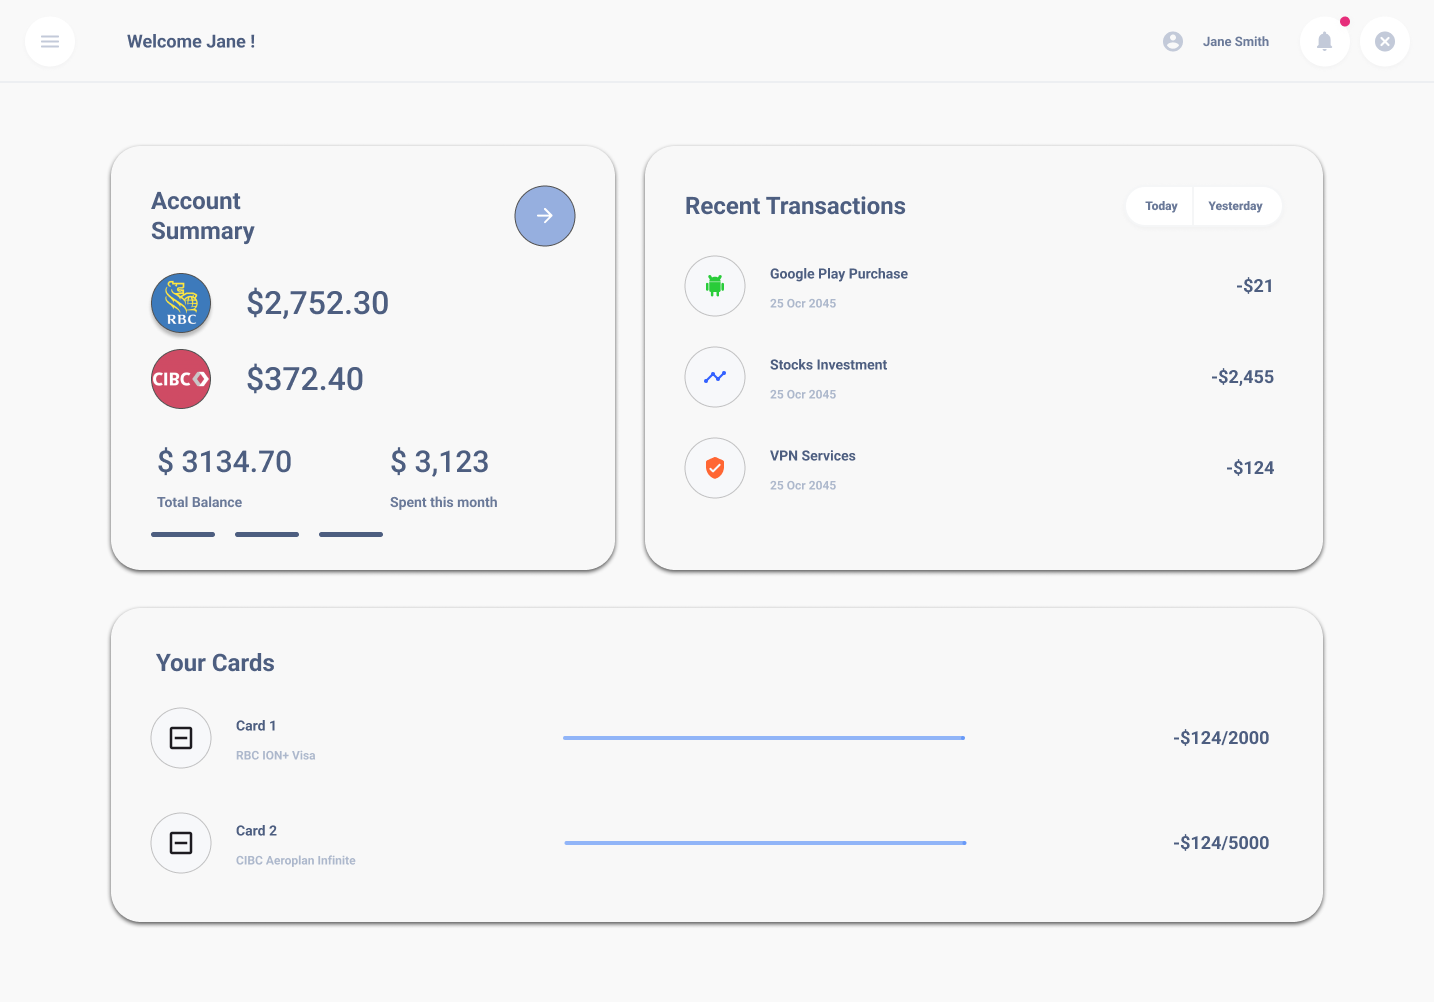 Welcome Jane !
Jane Smith
Account
Summary
RBC
$2,752.30
CIBC
$372.40
$ 3134.70
$ 3,123
Total Balance
Spent this month
Recent Transactions
Today
Yesterday
Google Play Purchase
25 Ocr 2045
-$21
Stocks Investment
25 Ocr 2045
-$2,455
VPN Services
25 Ocr 2045
-$124
Your Cards
Card 1
RBC ION+ Visa
-$124/2000
Card 2
CIBC Aeroplan Infinite
-$124/5000